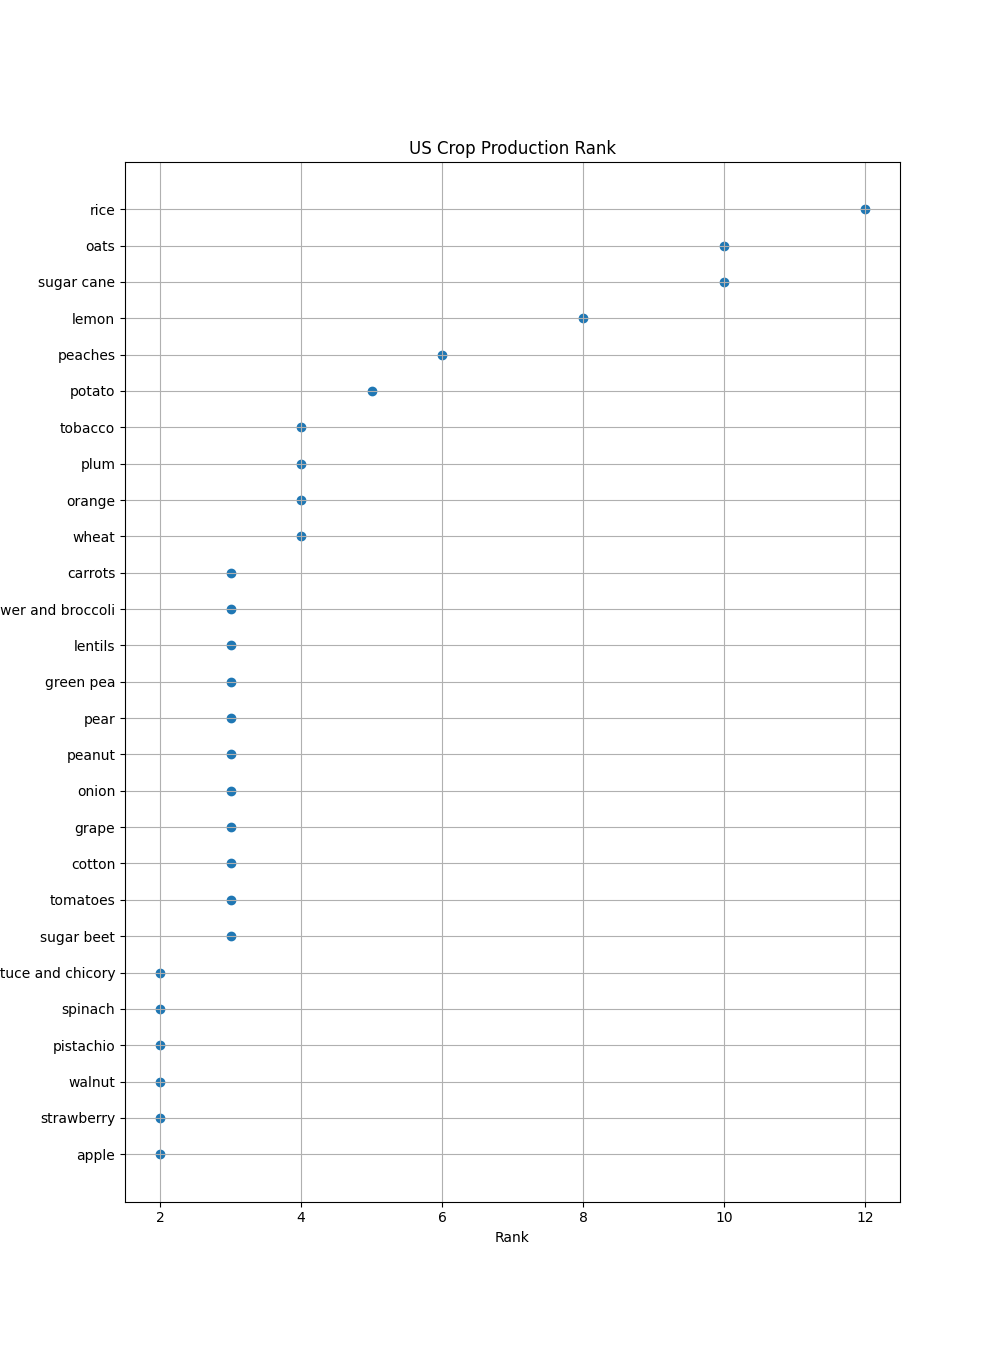 US Crop Production Rank
rice
oats
sugar cane
lemon
peaches
potato
tobacco
plum
orange
wheat
carrots
wer and broccoli
lentils
green pea
pear
peanut
onion
grape
cotton
tomatoes
sugar beet
tuce and chicory
spinach
pistachio
walnut
strawberry
apple
2 4 6 8 10 12
Rank